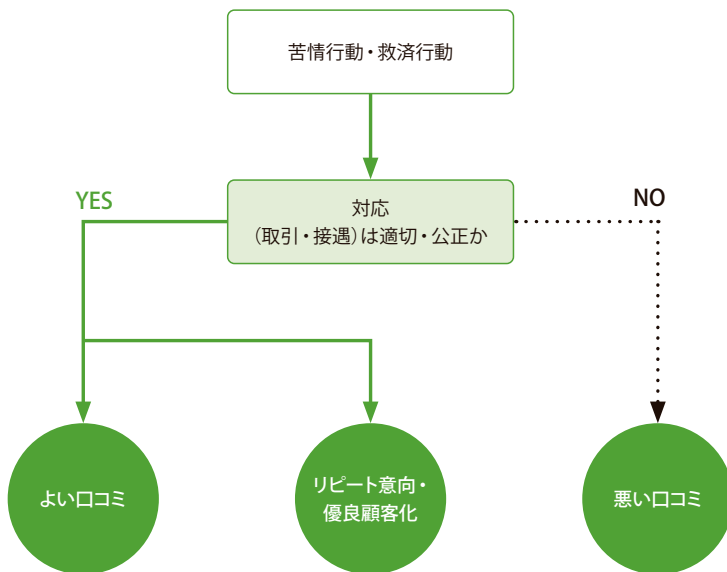 苦情行動・救済行動
YES
NO
対応
（取引・接遇）は適切・公正か
よい口コミ
リピート意向・
優良顧客化
悪い口コミ